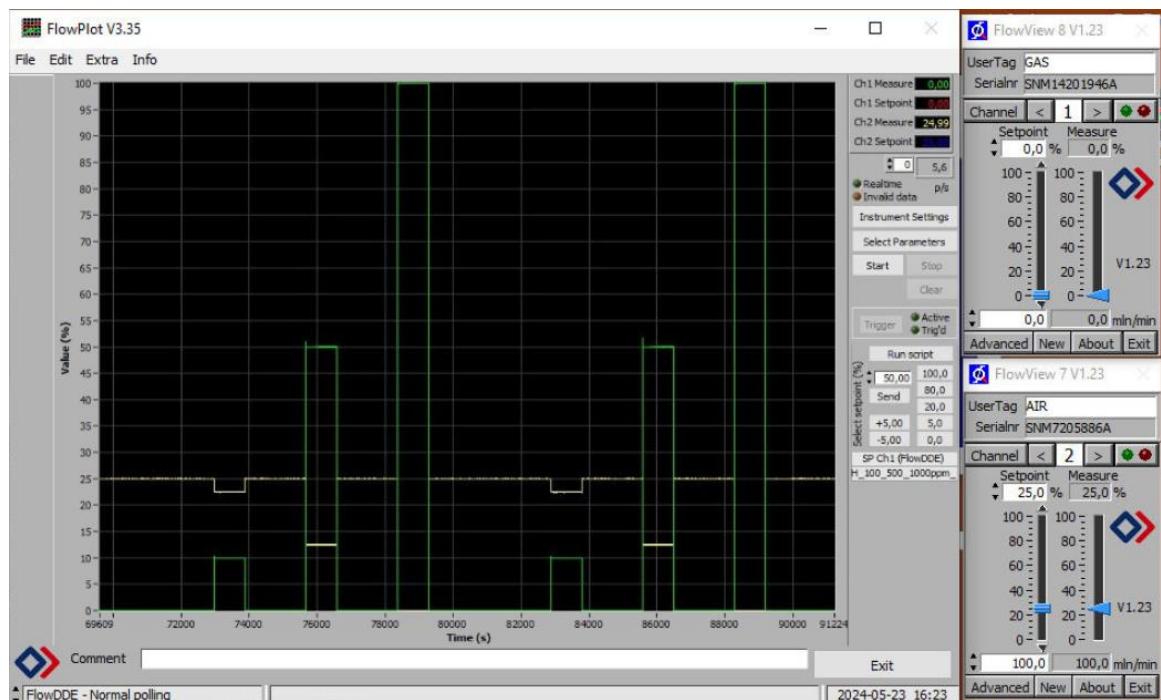 FlowPlot V3.35
File Edit Extra Info
100
95
90
85
80
75
70
65
60
55
50
45
40
35
30
25
20
15
10
5
0
Value (%)
69609 72000 74000 76000 78000 80000 82000 84000 86000 88000 90000 91224
Time (s)
Ch1 Measure 0,00
Ch1 Setpoint 0,00
Ch2 Measure 24,99
Ch2 Setpoint
0 5,6
Realtime p/s
Invalid data
Instrument Settings
Select Parameters
Start Stop
Clear
Trigger Active
Trig'd
Run script
Select setpoint (%)
50,00 100,0
Send 80,0
20,0
+5,00 5,0
-5,00 0,0
SP Ch1 (FlowDDE)
H_100_500_1000ppm_
Comment
Exit
FlowDDE - Normal polling 2024-05-23 16:23
FlowView 8 V1.23
UserTag GAS
Serialnr SNM14201946A
Channel < 1 >
Setpoint Measure
0,0 % 0,0 %
100 100
80 80
60 60
40 40
V1.23
20 20
0 0
0,0 0,0 mln/min
Advanced New About Exit
FlowView 7 V1.23
UserTag AIR
Serialnr SNM7205886A
Channel < 2 >
Setpoint Measure
25,0 % 25,0 %
100 100
80 80
60 60
40 40
20 20 V1.23
0 0
100,0 100,0 mln/min
Advanced New About Exit